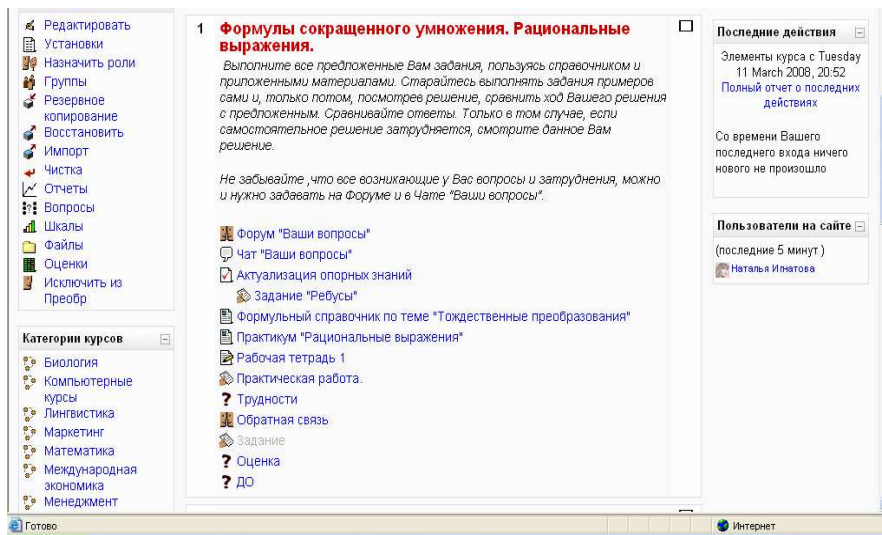 Редактировать
Установки
Назначить роли
Группы
Резервное
копирование
Восстановить
Импорт
Чистка
Отчеты
Вопросы
Шкалы
Файлы
Оценки
Исключить из
Преобр
Категории курсов
Биология
Компьютерные
курсы
Лингвистика
Маркетинг
Математика
Международная
экономика
Менеджмент
1 Формулы сокращенного умножения. Рациональные
выражения.
Выполните все предложенные Вам задания, пользуясь справочником и
приложенными материалами. Старайтесь выполнять задания примеров
сами и, только потом, посмотрев решение, сравнить ход Вашего решения
с предложенным. Сравнивайте ответы. Только в том случае, если
самостоятельное решение затрудняется, смотрите данное Вам
решение.
Не забывайте ,что все возникающие у Вас вопросы и затруднения, можно
и нужно задавать на Форуме и в Чате "Ваши вопросы".
Форум "Ваши вопросы"
Чат "Ваши вопросы"
Актуализация опорных знаний
Задание "Ребусы"
Формульный справочник по теме "Тождественные преобразования"
Практикум "Рациональные выражения"
Рабочая тетрадь 1
Практическая работа.
Трудности
Обратная связь
Задание
Оценка
ДО
Последние действия
Элементы курса с Tuesday
11 March 2008, 20:52
Полный отчет о последних
действиях
Со времени Вашего
последнего входа ничего
нового не произошло
Пользователи на сайте
(последние 5 минут )
Наталья Игнатова
Готово
Интернет